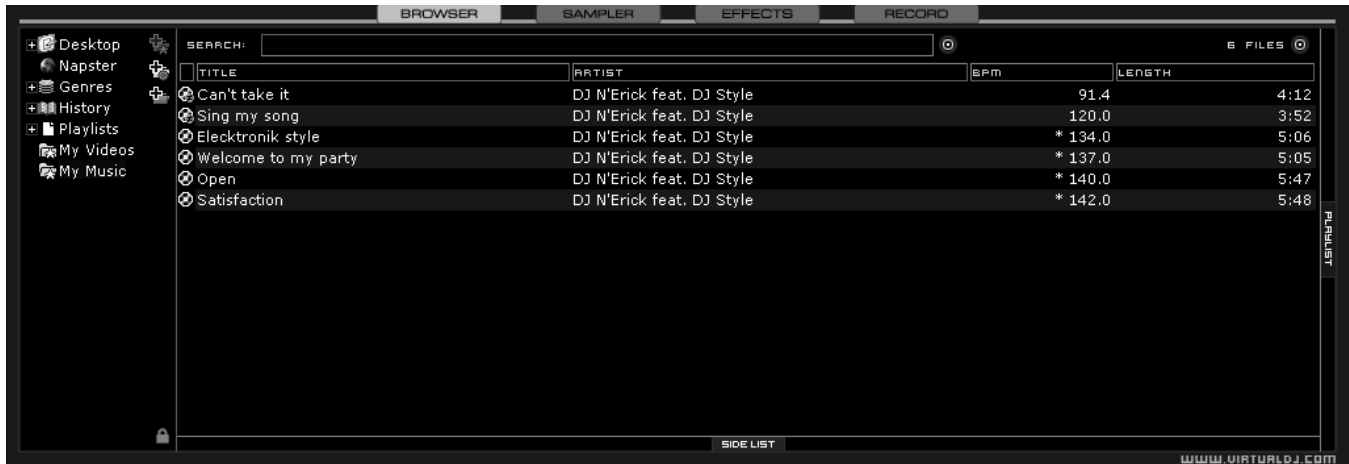 BROWSER SAMPLER EFFECTS RECORD
Desktop
Napster
Genres
History
Playlists
My Videos
My Music
SEARCH: 6 FILES
TITLE ARTIST BPM LENGTH
Can't take it DJ N'Erick feat. DJ Style 91.4 4:12
Sing my song DJ N'Erick feat. DJ Style 120.0 3:52
Elecktronik style DJ N'Erick feat. DJ Style * 134.0 5:06
Welcome to my party DJ N'Erick feat. DJ Style * 137.0 5:05
Open DJ N'Erick feat. DJ Style * 140.0 5:47
Satisfaction DJ N'Erick feat. DJ Style * 142.0 5:48
PLAYLIST
SIDE LIST
WWW.VIRTUALDJ.COM